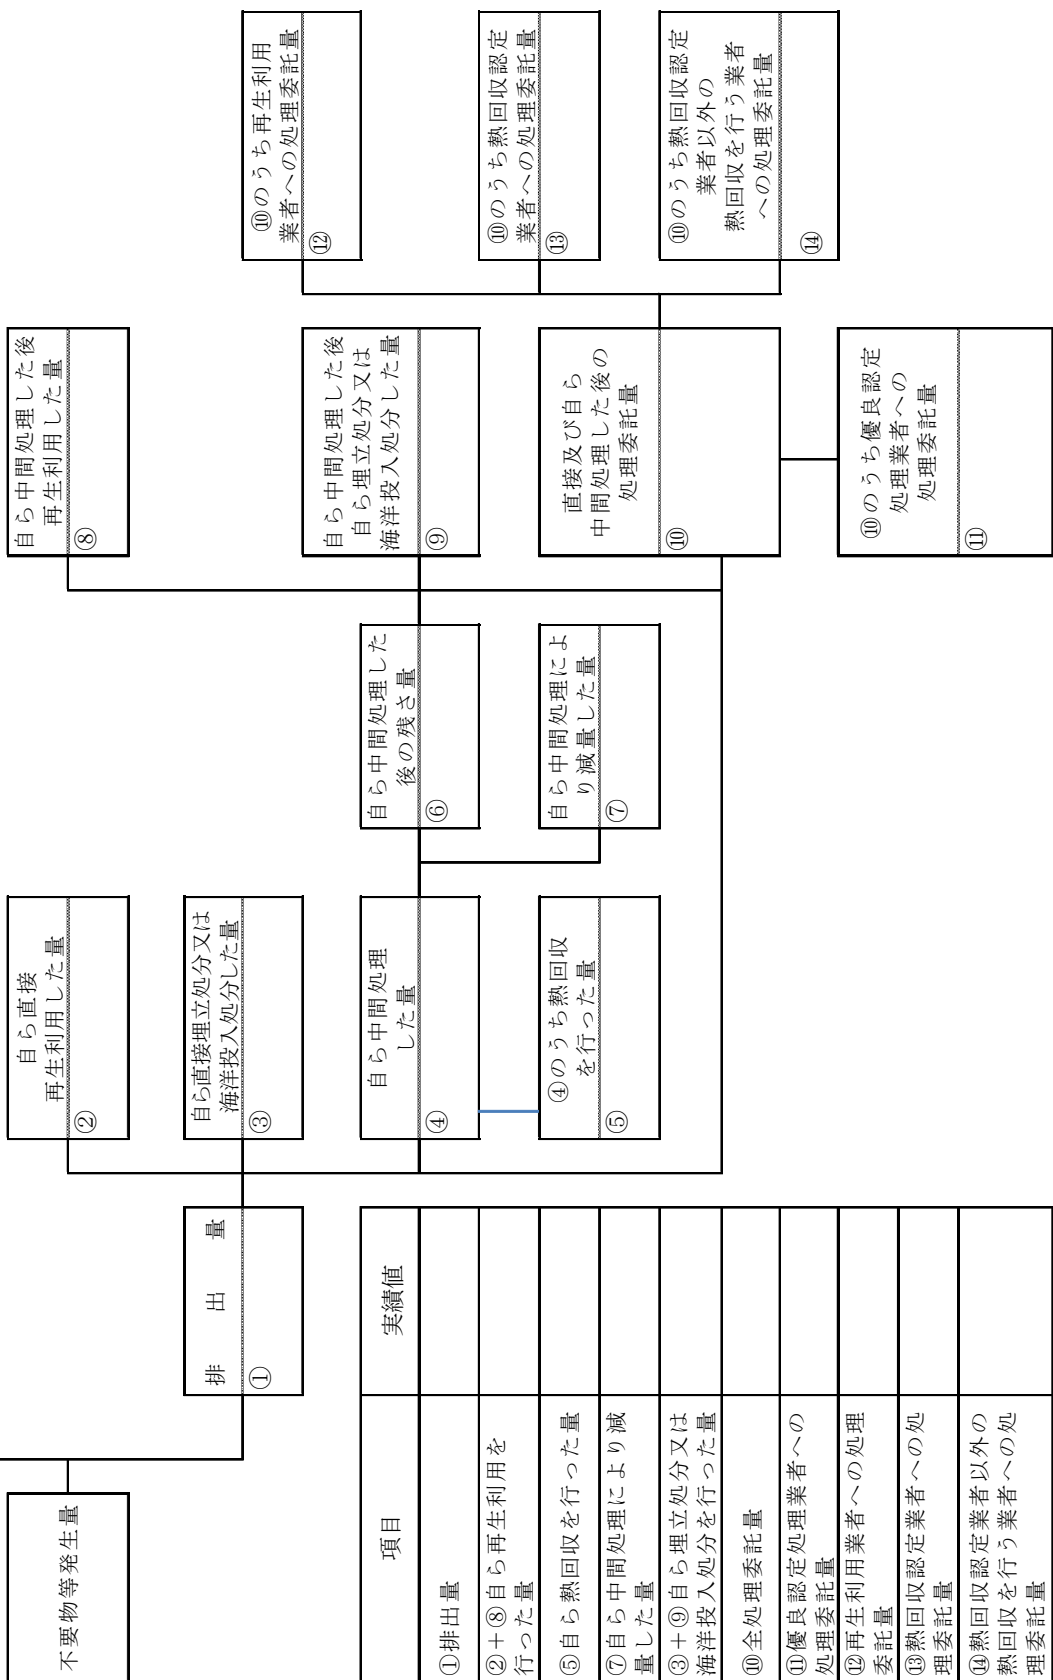 不要物等発生量
排出量
①
自ら直接
再生利用した量
②
自ら直接埋立処分又は
海洋投入処分した量
③
自ら中間処理
した量
④
④のうち熱回収
を行った量
⑤
自ら中間処理した
後の残さ量
⑥
自ら中間処理によ
り減量した量
⑦
自ら中間処理した後
再生利用した量
⑧
自ら中間処理した後
自ら埋立処分又は
海洋投入処分した量
⑨
直接及び自ら
中間処理した後の
処理委託量
⑩
⑩のうち優良認定
処理業者への
処理委託量
⑪
⑩のうち再生利用
業者への処理委託量
⑫
⑩のうち熱回収認定
業者への処理委託量
⑬
⑩のうち熱回収認定
業者以外の
熱回収を行う業者
への処理委託量
⑭
項目 実績値
①排出量
②+⑧自ら再生利用を
行った量
⑤自ら熱回収を行った量
⑦自ら中間処理により減
量した量
③+⑨自ら埋立処分又は
海洋投入処分を行った量
⑩全処理委託量
⑪優良認定処理業者への
処理委託量
⑫再生利用業者への処理
委託量
⑬熱回収認定業者への処
理委託量
⑭熱回収認定業者以外の
熱回収を行う業者への処
理委託量